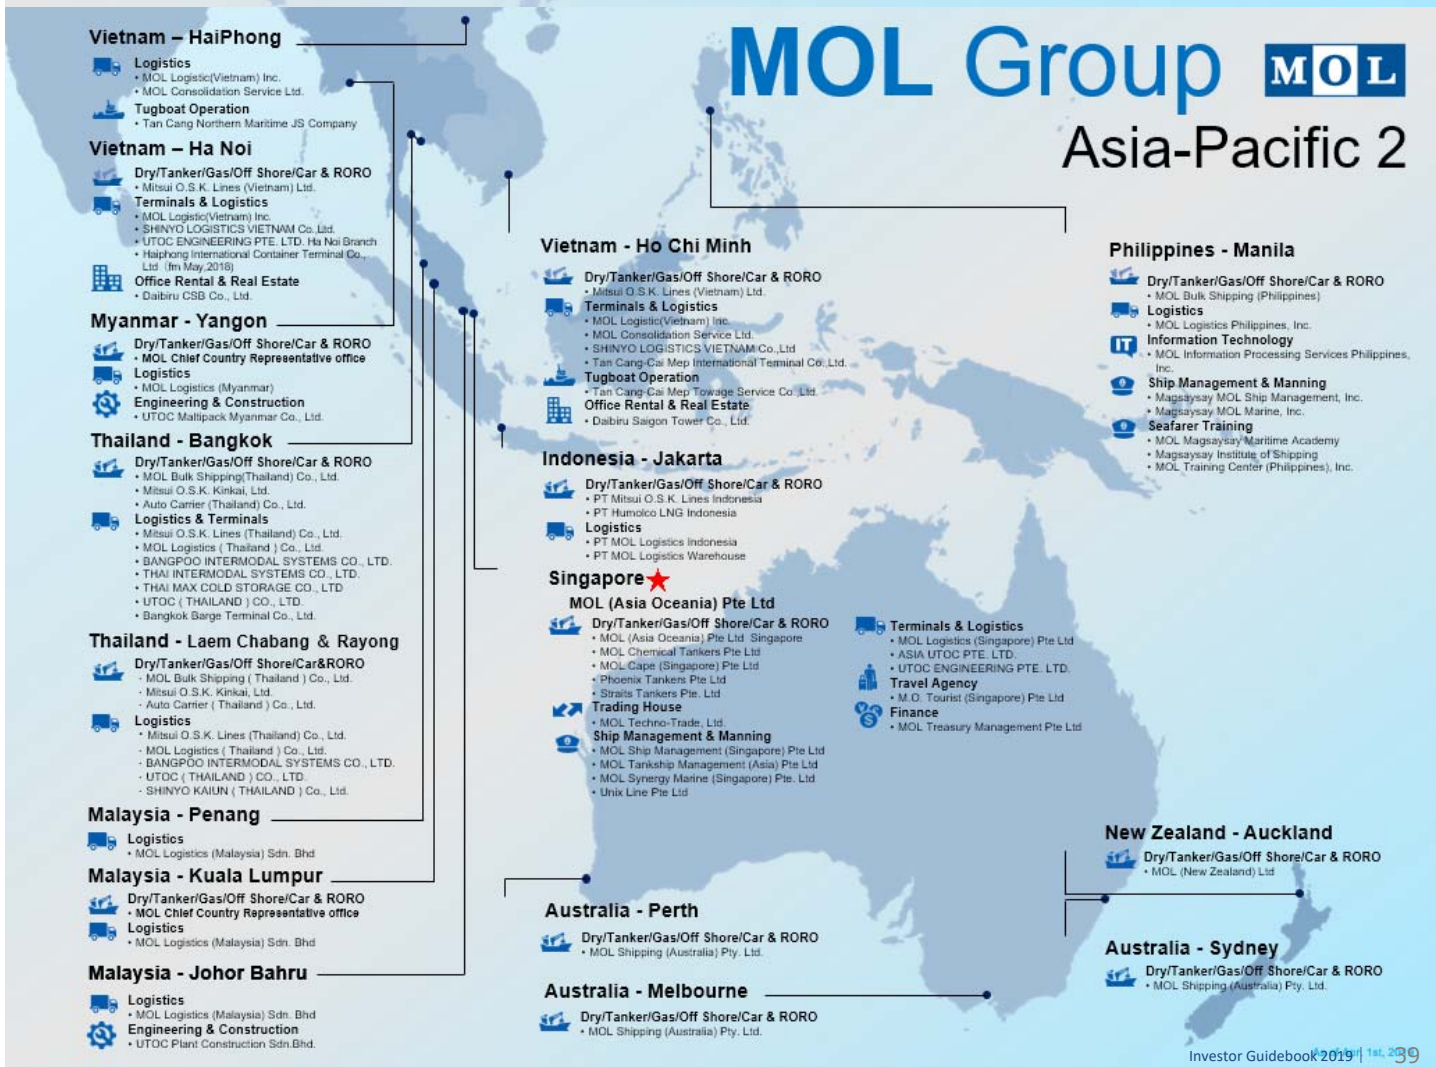 MOL Group
MOL
Asia-Pacific 2
Vietnam – HaiPhong
Logistics
• MOL Logistic(Vietnam) Inc.
• MOL Consolidation Service Ltd.
Tugboat Operation
• Tan Cang Northern Maritime JS Company
Vietnam – Ha Noi
Dry/Tanker/Gas/Off Shore/Car & RORO
• Mitsui O.S.K. Lines (Vietnam) Ltd.
Terminals & Logistics
• MOL Logistic(Vietnam) Inc.
• SHINYO LOGISTICS VIETNAM Co.,Ltd.
• UTOC ENGINEERING PTE. LTD. Ha Noi Branch
• Haiphong International Container Terminal Co.,
Ltd (fm May,2018)
Office Rental & Real Estate
• Daibiru CSB Co., Ltd.
Myanmar - Yangon
Dry/Tanker/Gas/Off Shore/Car & RORO
• MOL Chief Country Representative office
Logistics
• MOL Logistics (Myanmar)
Engineering & Construction
• UTOC Maltipack Myanmar Co., Ltd.
Thailand - Bangkok
Dry/Tanker/Gas/Off Shore/Car & RORO
• MOL Bulk Shipping(Thailand) Co., Ltd.
• Mitsui O.S.K. Kinkai, Ltd.
• Auto Carrier (Thailand) Co., Ltd.
Logistics & Terminals
• Mitsui O.S.K. Lines (Thailand) Co., Ltd.
• MOL Logistics ( Thailand ) Co., Ltd.
• BANGPOO INTERMODAL SYSTEMS CO., LTD.
• THAI INTERMODAL SYSTEMS CO., LTD.
• THAI MAX COLD STORAGE CO., LTD
• UTOC ( THAILAND ) CO., LTD.
• Bangkok Barge Terminal Co., Ltd.
Thailand - Laem Chabang & Rayong
Dry/Tanker/Gas/Off Shore/Car&RORO
- MOL Bulk Shipping ( Thailand ) Co., Ltd.
- Mitsui O.S.K. Kinkai, Ltd.
- Auto Carrier ( Thailand ) Co., Ltd.
Logistics
• Mitsui O.S.K. Lines (Thailand) Co., Ltd.
- MOL Logistics ( Thailand ) Co., Ltd.
- BANGPOO INTERMODAL SYSTEMS CO., LTD.
- UTOC ( THAILAND ) CO., LTD.
- SHINYO KAIUN ( THAILAND ) Co., Ltd.
Malaysia - Penang
Logistics
• MOL Logistics (Malaysia) Sdn. Bhd
Malaysia - Kuala Lumpur
Dry/Tanker/Gas/Off Shore/Car & RORO
• MOL Chief Country Representative office
Logistics
• MOL Logistics (Malaysia) Sdn. Bhd
Malaysia - Johor Bahru
Logistics
• MOL Logistics (Malaysia) Sdn. Bhd
Engineering & Construction
• UTOC Plant Construction Sdn.Bhd.
Vietnam - Ho Chi Minh
Dry/Tanker/Gas/Off Shore/Car & RORO
• Mitsui O.S.K. Lines (Vietnam) Ltd.
Terminals & Logistics
• MOL Logistic(Vietnam) Inc.
• MOL Consolidation Service Ltd.
• SHINYO LOGISTICS VIETNAM Co.,Ltd
• Tan Cang-Cai Mep International Terminal Co.,Ltd.
Tugboat Operation
• Tan Cang-Cai Mep Towage Service Co.,Ltd.
Office Rental & Real Estate
• Daibiru Saigon Tower Co., Ltd.
Indonesia - Jakarta
Dry/Tanker/Gas/Off Shore/Car & RORO
• PT Mitsui O.S.K. Lines Indonesia
• PT Humolco LNG Indonesia
Logistics
• PT MOL Logistics Indonesia
• PT MOL Logistics Warehouse
Singapore
MOL (Asia Oceania) Pte Ltd
Dry/Tanker/Gas/Off Shore/Car & RORO
• MOL (Asia Oceania) Pte Ltd Singapore
• MOL Chemical Tankers Pte Ltd
• MOL Cape (Singapore) Pte Ltd
• Phoenix Tankers Pte Ltd
• Straits Tankers Pte. Ltd
Trading House
• MOL Techno-Trade, Ltd.
Ship Management & Manning
• MOL Ship Management (Singapore) Pte Ltd
• MOL Tankship Management (Asia) Pte Ltd
• MOL Synergy Marine (Singapore) Pte. Ltd
• Unix Line Pte Ltd
Terminals & Logistics
• MOL Logistics (Singapore) Pte Ltd
• ASIA UTOC PTE. LTD.
• UTOC ENGINEERING PTE. LTD.
Travel Agency
• M.O. Tourist (Singapore) Pte Ltd
Finance
• MOL Treasury Management Pte Ltd
Australia - Perth
Dry/Tanker/Gas/Off Shore/Car & RORO
• MOL Shipping (Australia) Pty. Ltd.
Australia - Melbourne
Dry/Tanker/Gas/Off Shore/Car & RORO
• MOL Shipping (Australia) Pty. Ltd.
Philippines - Manila
Dry/Tanker/Gas/Off Shore/Car & RORO
• MOL Bulk Shipping (Philippines)
Logistics
• MOL Logistics Philippines, Inc.
IT
Information Technology
• MOL Information Processing Services Philippines,
Inc.
Ship Management & Manning
• Magsaysay MOL Ship Management, Inc.
• Magsaysay MOL Marine, Inc.
Seafarer Training
• MOL Magsaysay Maritime Academy
• Magsaysay Institute of Shipping
• MOL Training Center (Philippines), Inc.
New Zealand - Auckland
Dry/Tanker/Gas/Off Shore/Car & RORO
• MOL (New Zealand) Ltd
Australia - Sydney
Dry/Tanker/Gas/Off Shore/Car & RORO
• MOL Shipping (Australia) Pty. Ltd.
Investor Guidebook 2019 | 39
1st,